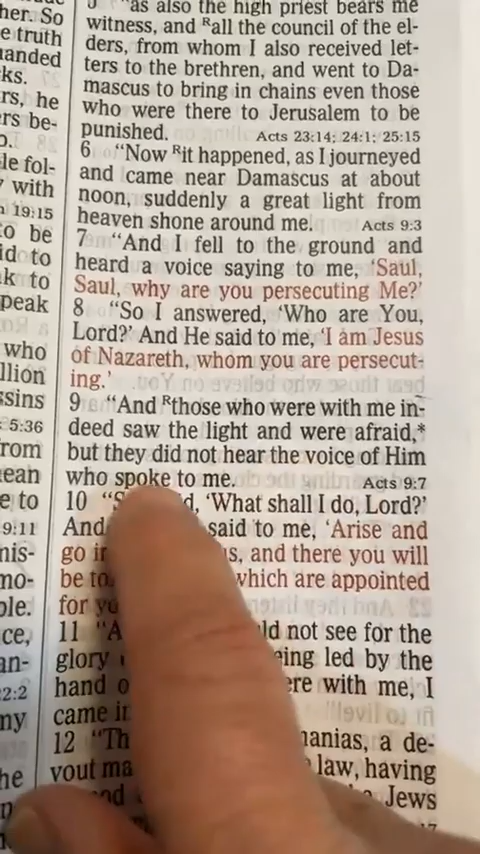 her. So
e truth
anded
ks.
rs, he
ers be-
o.
le fol-
with
19:15
to be
id to
k to
peak
who
llion
ssins
5:36
rom
ean
e to
9:11
nis-
mo-
ple.
ce,
an-
22:2
ny
he
5 "as also the high priest bears me
witness, and ᴿall the council of the el-
ders, from whom I also received let-
ters to the brethren, and went to Da-
mascus to bring in chains even those
who were there to Jerusalem to be
punished. Acts 23:14; 24:1; 25:15
6 "Now ᴿit happened, as I journeyed
and came near Damascus at about
noon, suddenly a great light from
heaven shone around me. Acts 9:3
7 "And I fell to the ground and
heard a voice saying to me, 'Saul,
Saul, why are you persecuting Me?'
8 "So I answered, 'Who are You,
Lord?' And He said to me, 'I am Jesus
of Nazareth, whom you are persecut-
ing.'
9 "And ᴿthose who were with me in-
deed saw the light and were afraid,*
but they did not hear the voice of Him
who spoke to me. Acts 9:7
10 'What shall I do, Lord?'
And said to me, 'Arise and
go and there you will
be which are appointed
for
11 not see for the
glory being led by the
hand with me, I
came
12 a de-
vout law, having
Jews